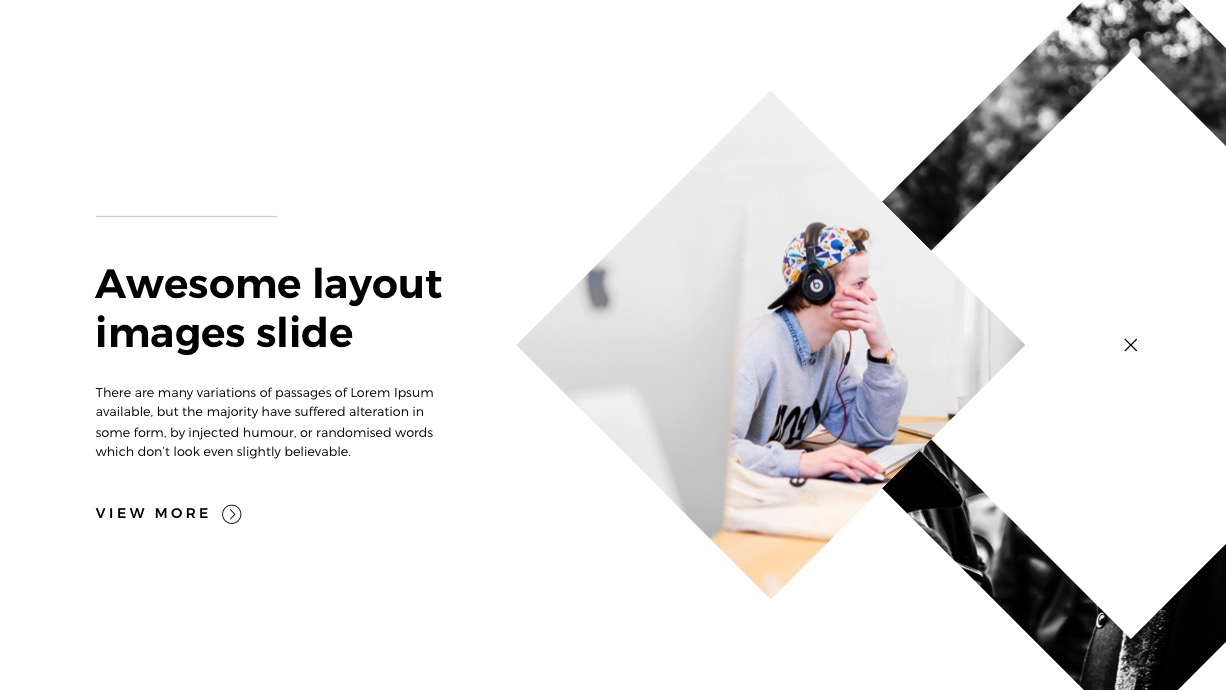 Awesome layout
images slide
There are many variations of passages of Lorem Ipsum
available, but the majority have suffered alteration in
some form, by injected humour, or randomised words
which don't look even slightly believable.
VIEW MORE